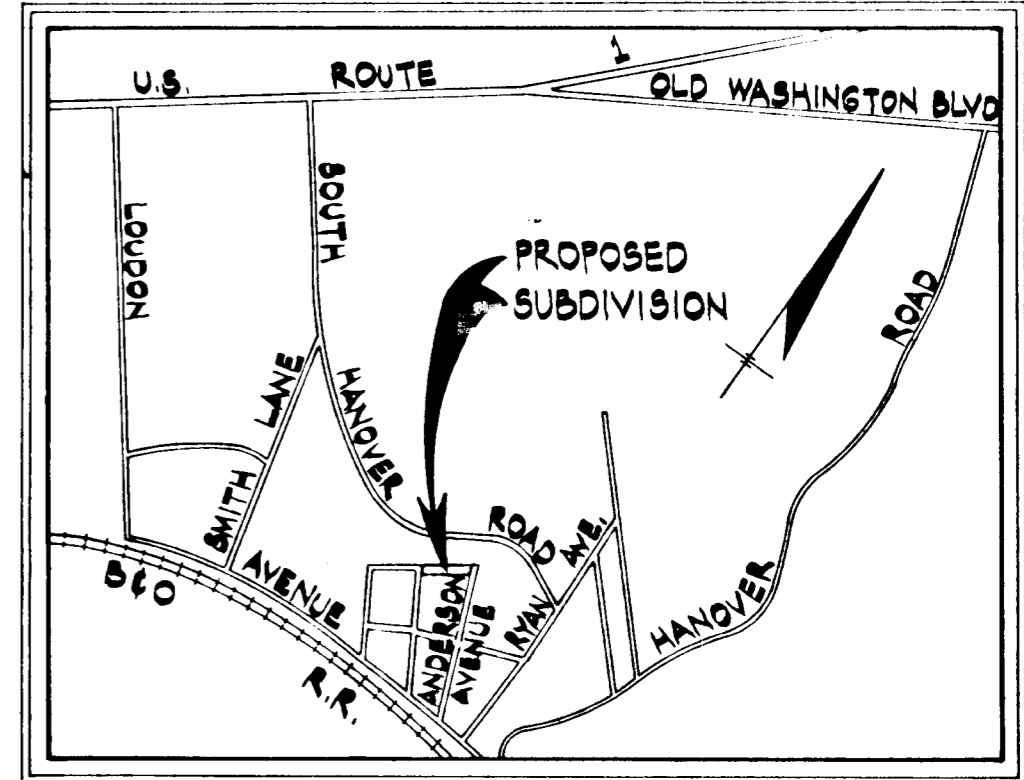 U.S. ROUTE 1
OLD WASHINGTON BLVD
LOUDON
SOUTH
PROPOSED
SUBDIVISION
ROAD
SMITH LANE
HANOVER
ROAD
RYAN AVE.
HANOVER
B&O
R.R.
AVENUE
ANDERSON
AVENUE